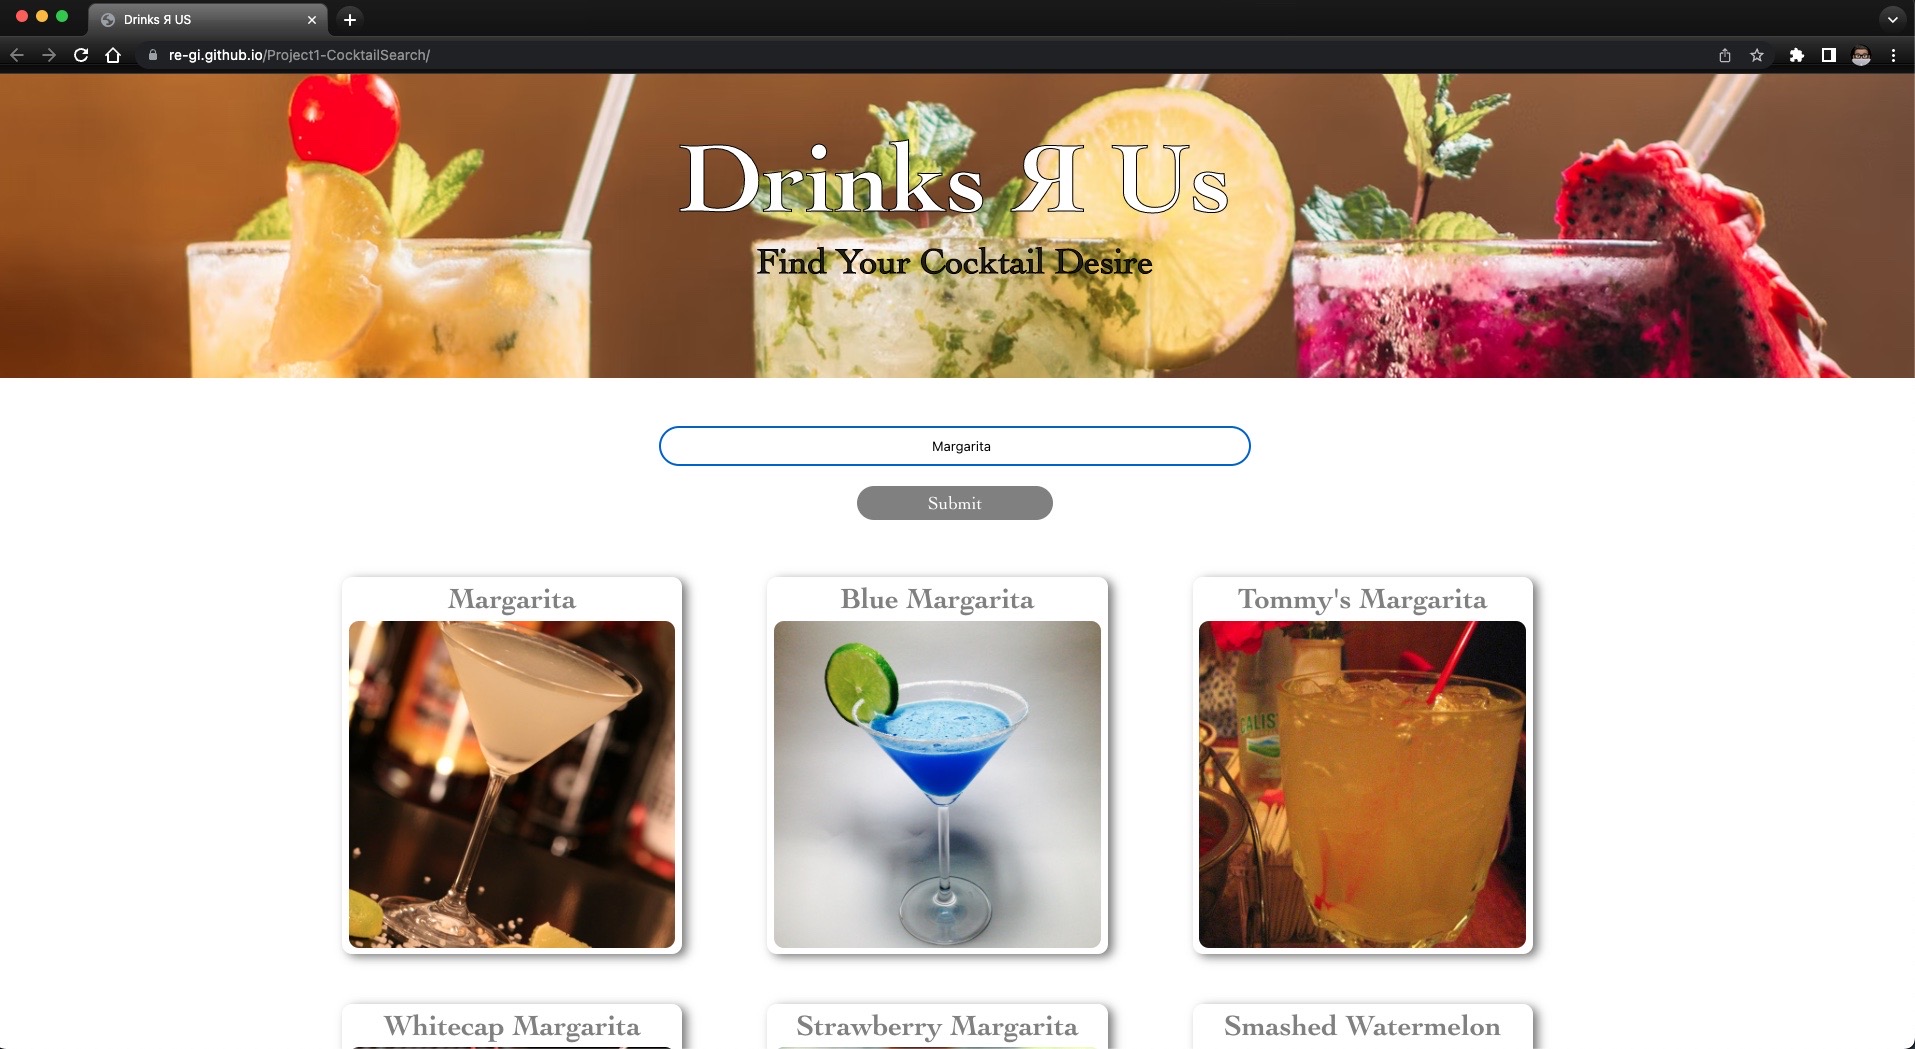 Drinks Я US
re-gi.github.io/Project1-CocktailSearch/
Drinks Я Us
Find Your Cocktail Desire
Margarita
Submit
Margarita
Blue Margarita
Tommy's Margarita
CALIS
Whitecap Margarita
Strawberry Margarita
Smashed Watermelon